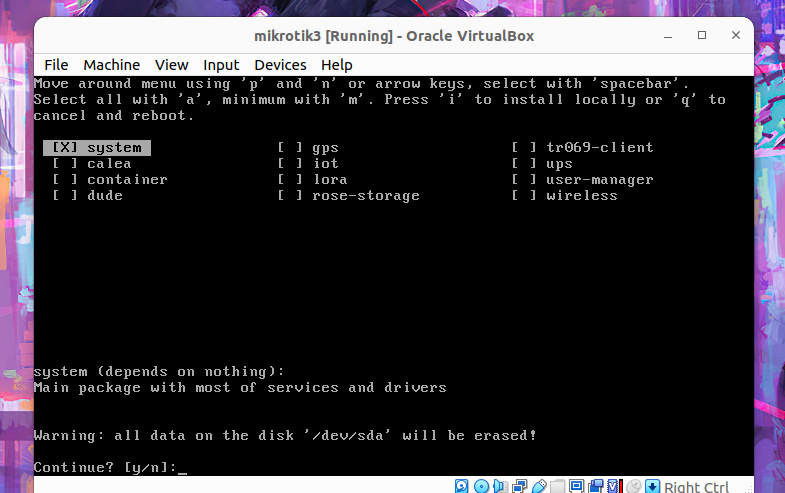 mikrotik3 [Running] - Oracle VirtualBox
File Machine View Input Devices Help
Move around menu using 'p' and 'n' or arrow keys, select with 'spacebar'.
Select all with 'a', minimum with 'm'. Press 'i' to install locally or 'q' to
cancel and reboot.
[X] system [ ] gps [ ] tr069-client
[ ] calea [ ] iot [ ] ups
[ ] container [ ] lora [ ] user-manager
[ ] dude [ ] rose-storage [ ] wireless
system (depends on nothing):
Main package with most of services and drivers
Warning: all data on the disk '/dev/sda' will be erased!
Continue? [y/n]:_
Right Ctrl